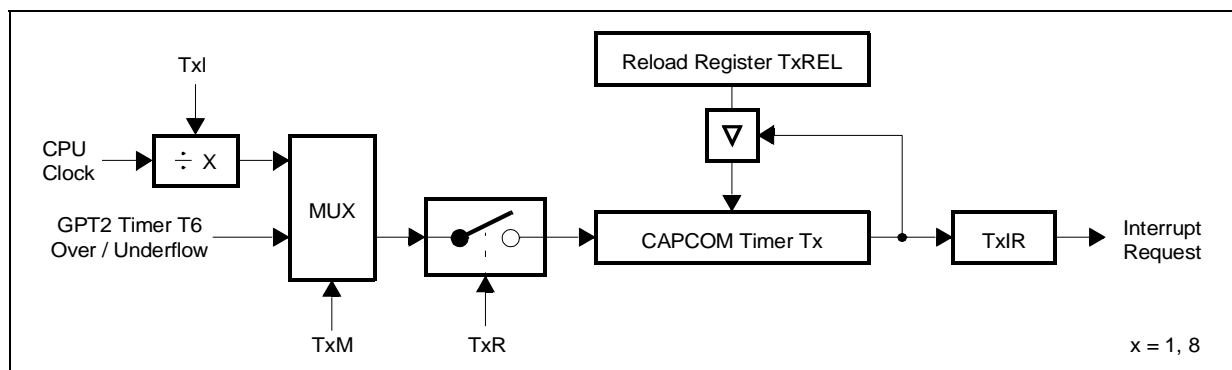 Reload Register TxREL
TxI
CPU
Clock
÷ X
MUX
GPT2 Timer T6
Over / Underflow
CAPCOM Timer Tx
TxIR
Interrupt
Request
TxM
TxR
x = 1, 8